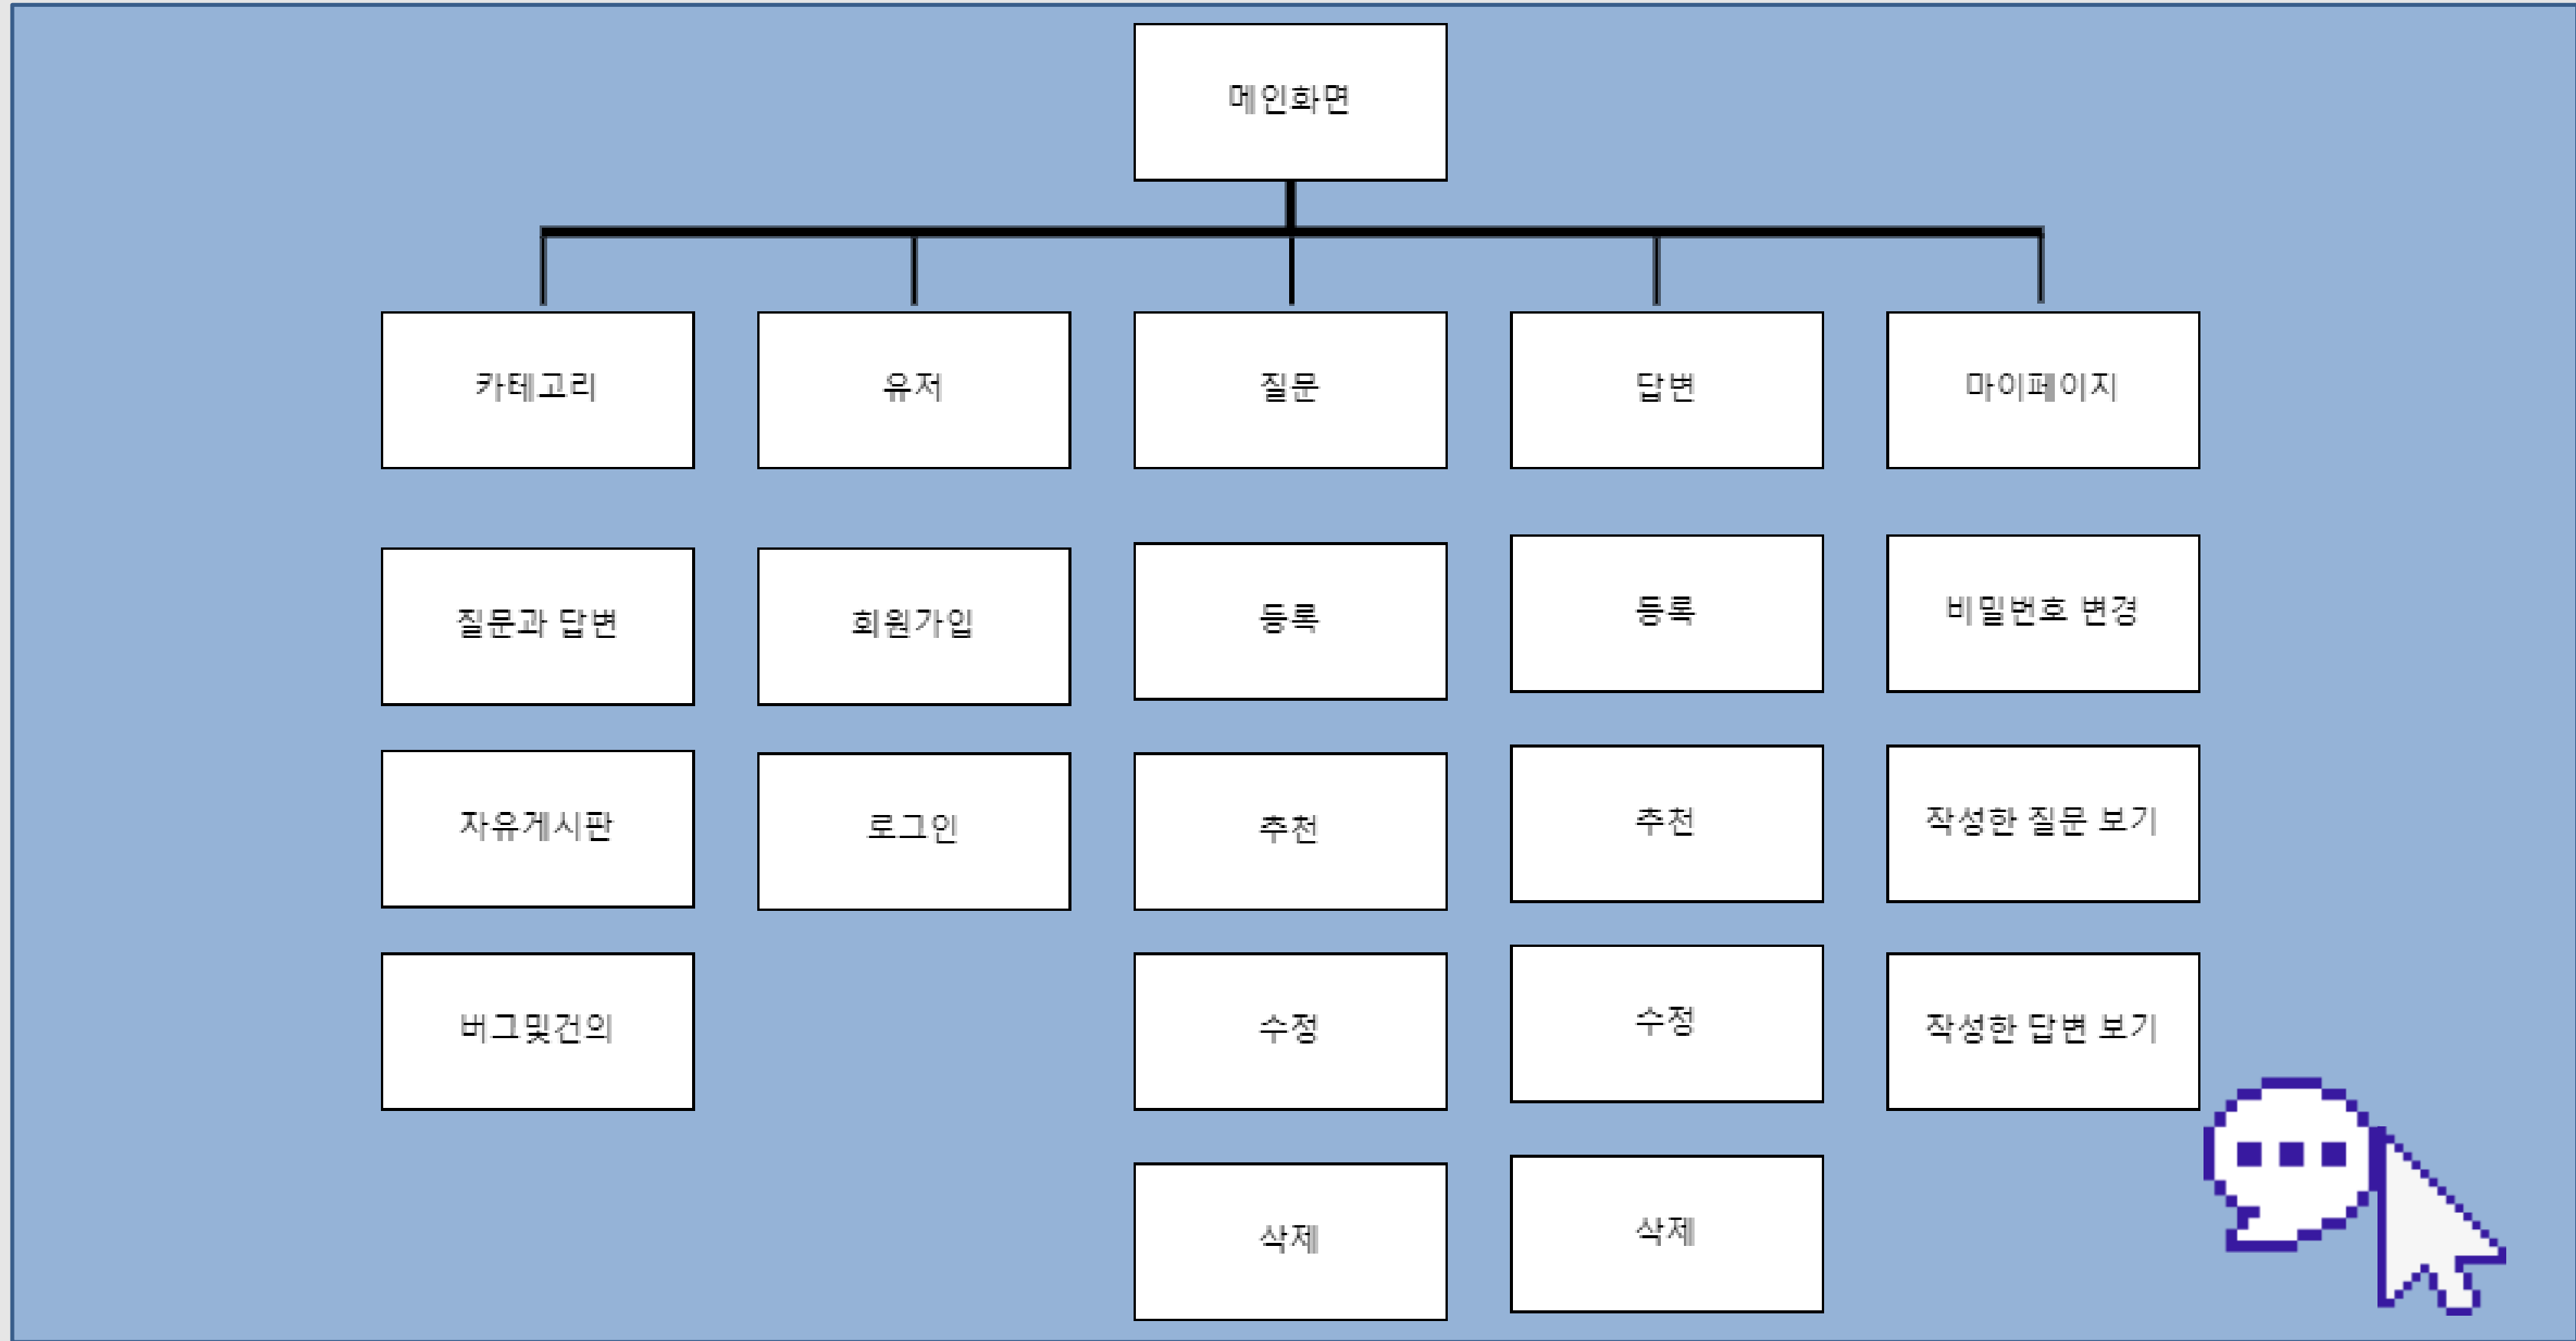 메인화면
카테고리
유저
질문
답변
마이페이지
질문과 답변
회원가입
등록
등록
비밀번호 변경
자유게시판
로그인
추천
추천
작성한 질문 보기
버그및건의
수정
수정
작성한 답변 보기
삭제
삭제